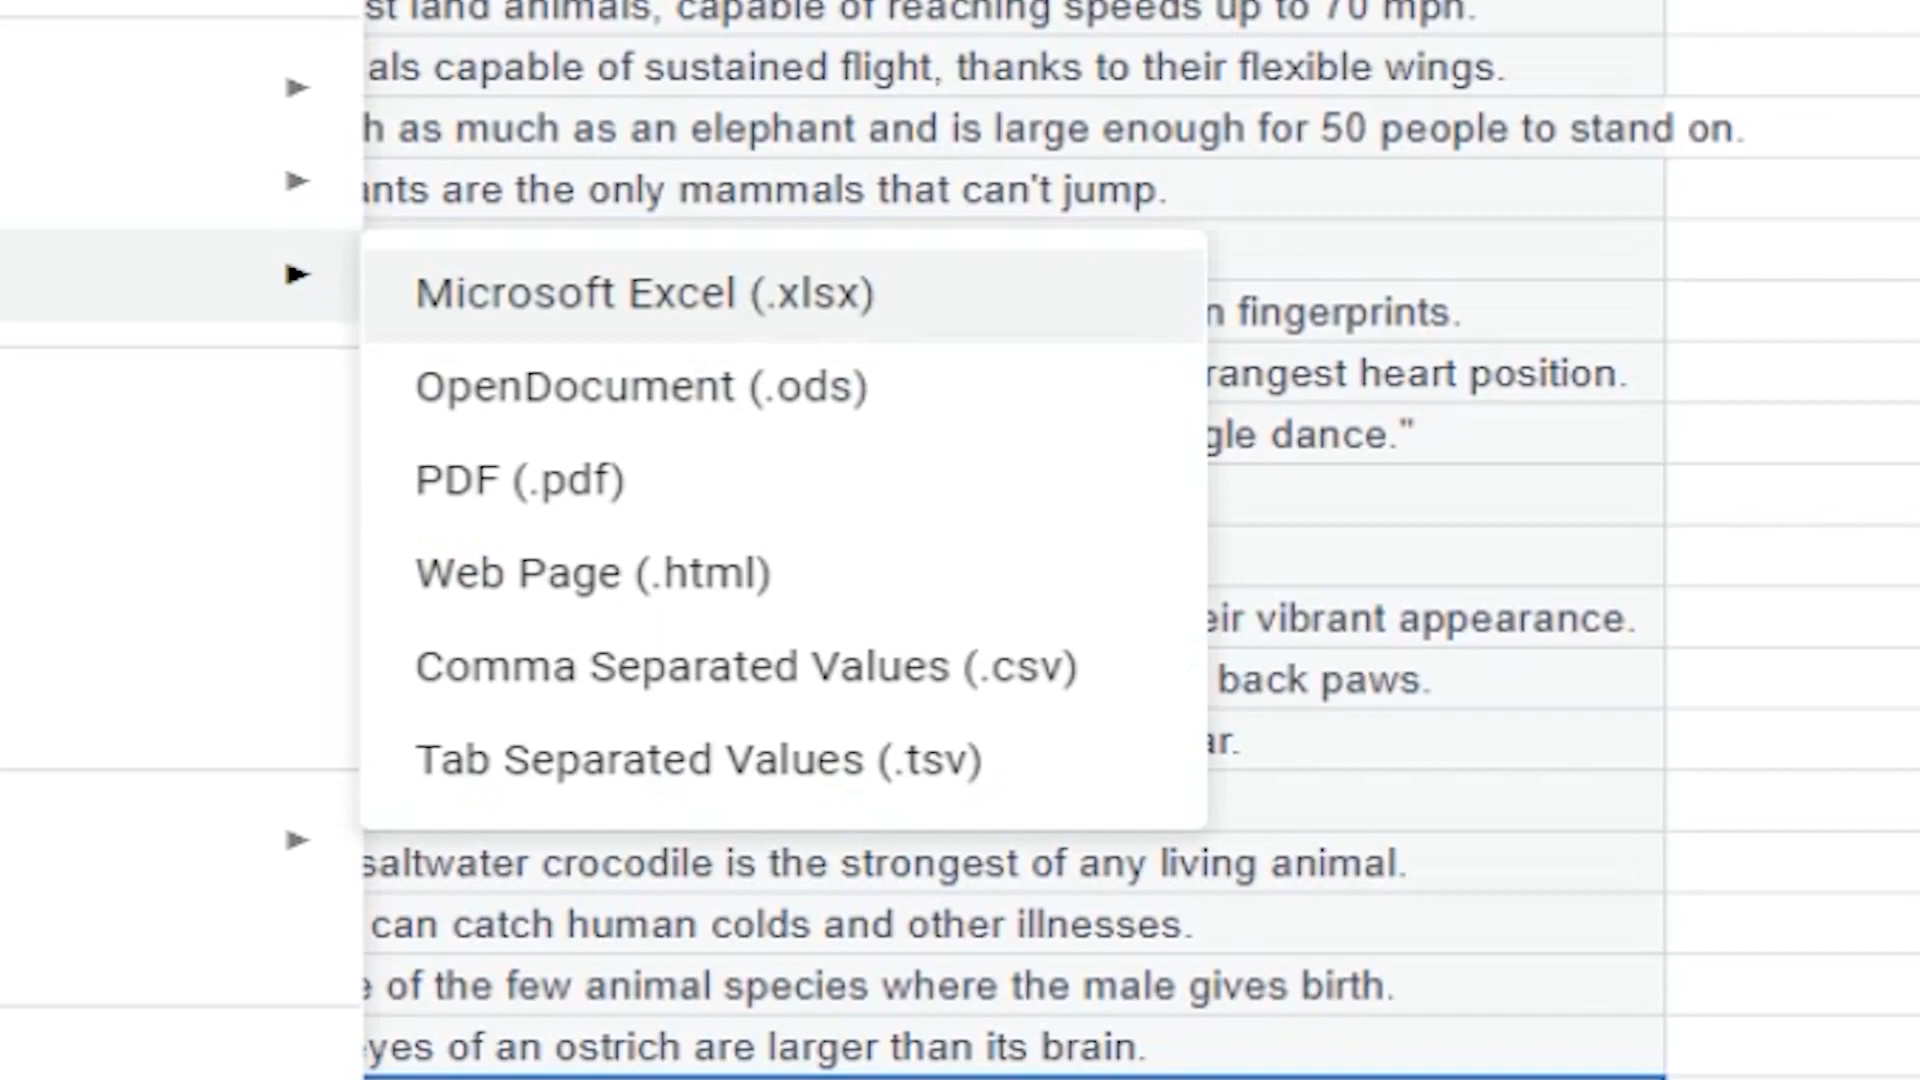 st land animals, capable of reaching speeds up to 70 mph.
als capable of sustained flight, thanks to their flexible wings.
h as much as an elephant and is large enough for 50 people to stand on.
ants are the only mammals that can't jump.
Microsoft Excel (.xlsx)
n fingerprints.
OpenDocument (.ods)
rangest heart position.
gle dance."
PDF (.pdf)
Web Page (.html)
eir vibrant appearance.
Comma Separated Values (.csv)
back paws.
Tab Separated Values (.tsv)
ar.
saltwater crocodile is the strongest of any living animal.
can catch human colds and other illnesses.
e of the few animal species where the male gives birth.
yes of an ostrich are larger than its brain.